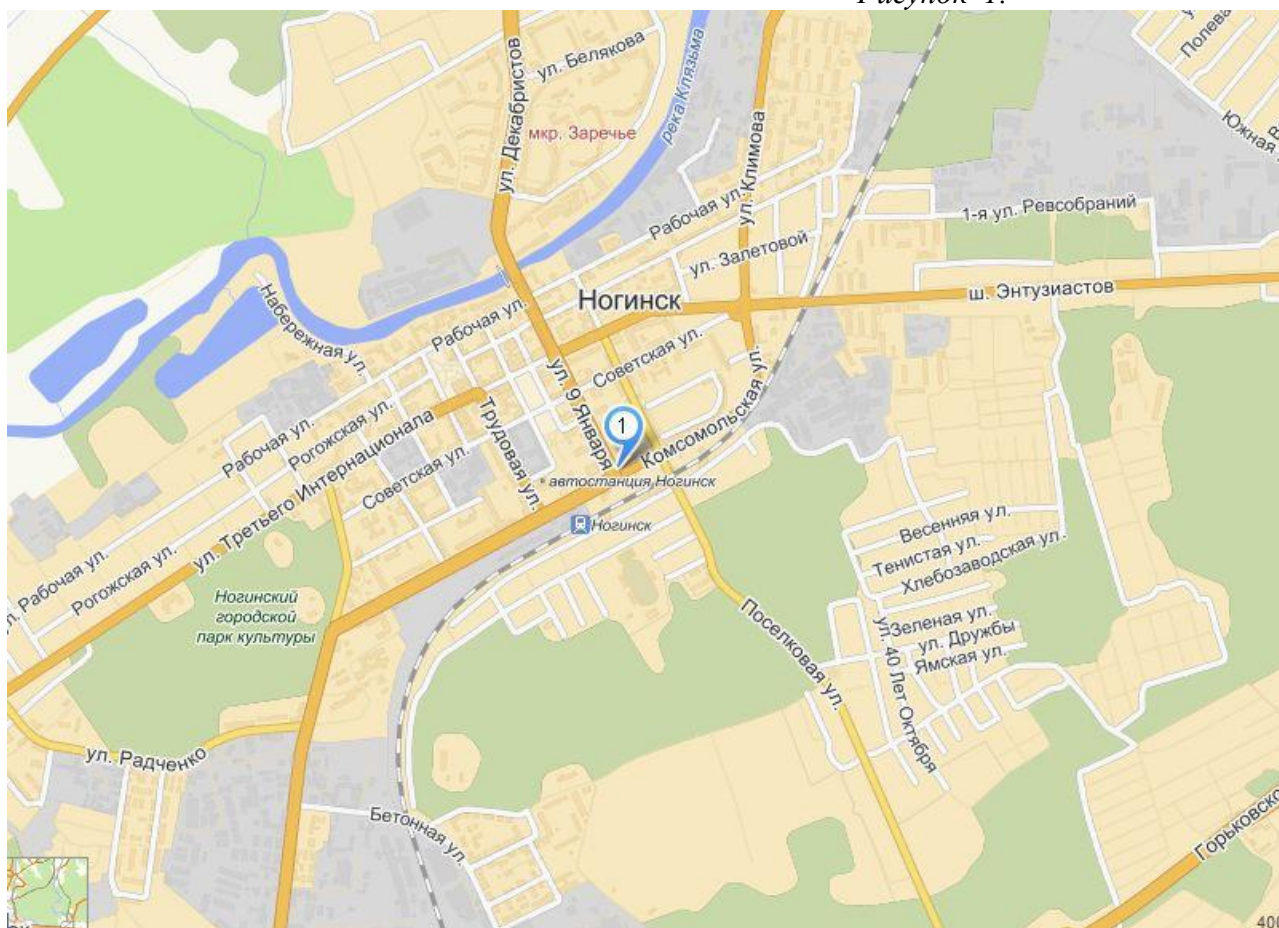 Рисунок 1.
Полева
ул. Белякова
ул. Декабристов
река Клязьма
мкр. Заречье
Южная
В
ул. Климова
Рабочая ул.
1-я ул. Ревсобраний
ул. Залетовой
ш. Энтузиастов
Ногинск
Набережная ул.
Рабочая ул.
Советская ул.
ул. 9 Января
Комсомольская ул.
1
Трудовая ул.
Рабочая ул.
Рогожская ул.
ул. Третьего Интернационала
Советская ул.
автостанция Ногинск
Ногинск
Весенняя ул.
Тенистая ул.
Хлебозаводская ул.
Рабочая ул.
Рогожская ул.
Ногинский
городской
парк культуры
Зеленая ул.
ул. Дружбы
Ямская ул.
Поселковая ул.
ул. 40 Лет Октября
ул. Радченко
Бетонная ул.
Горьковско
400